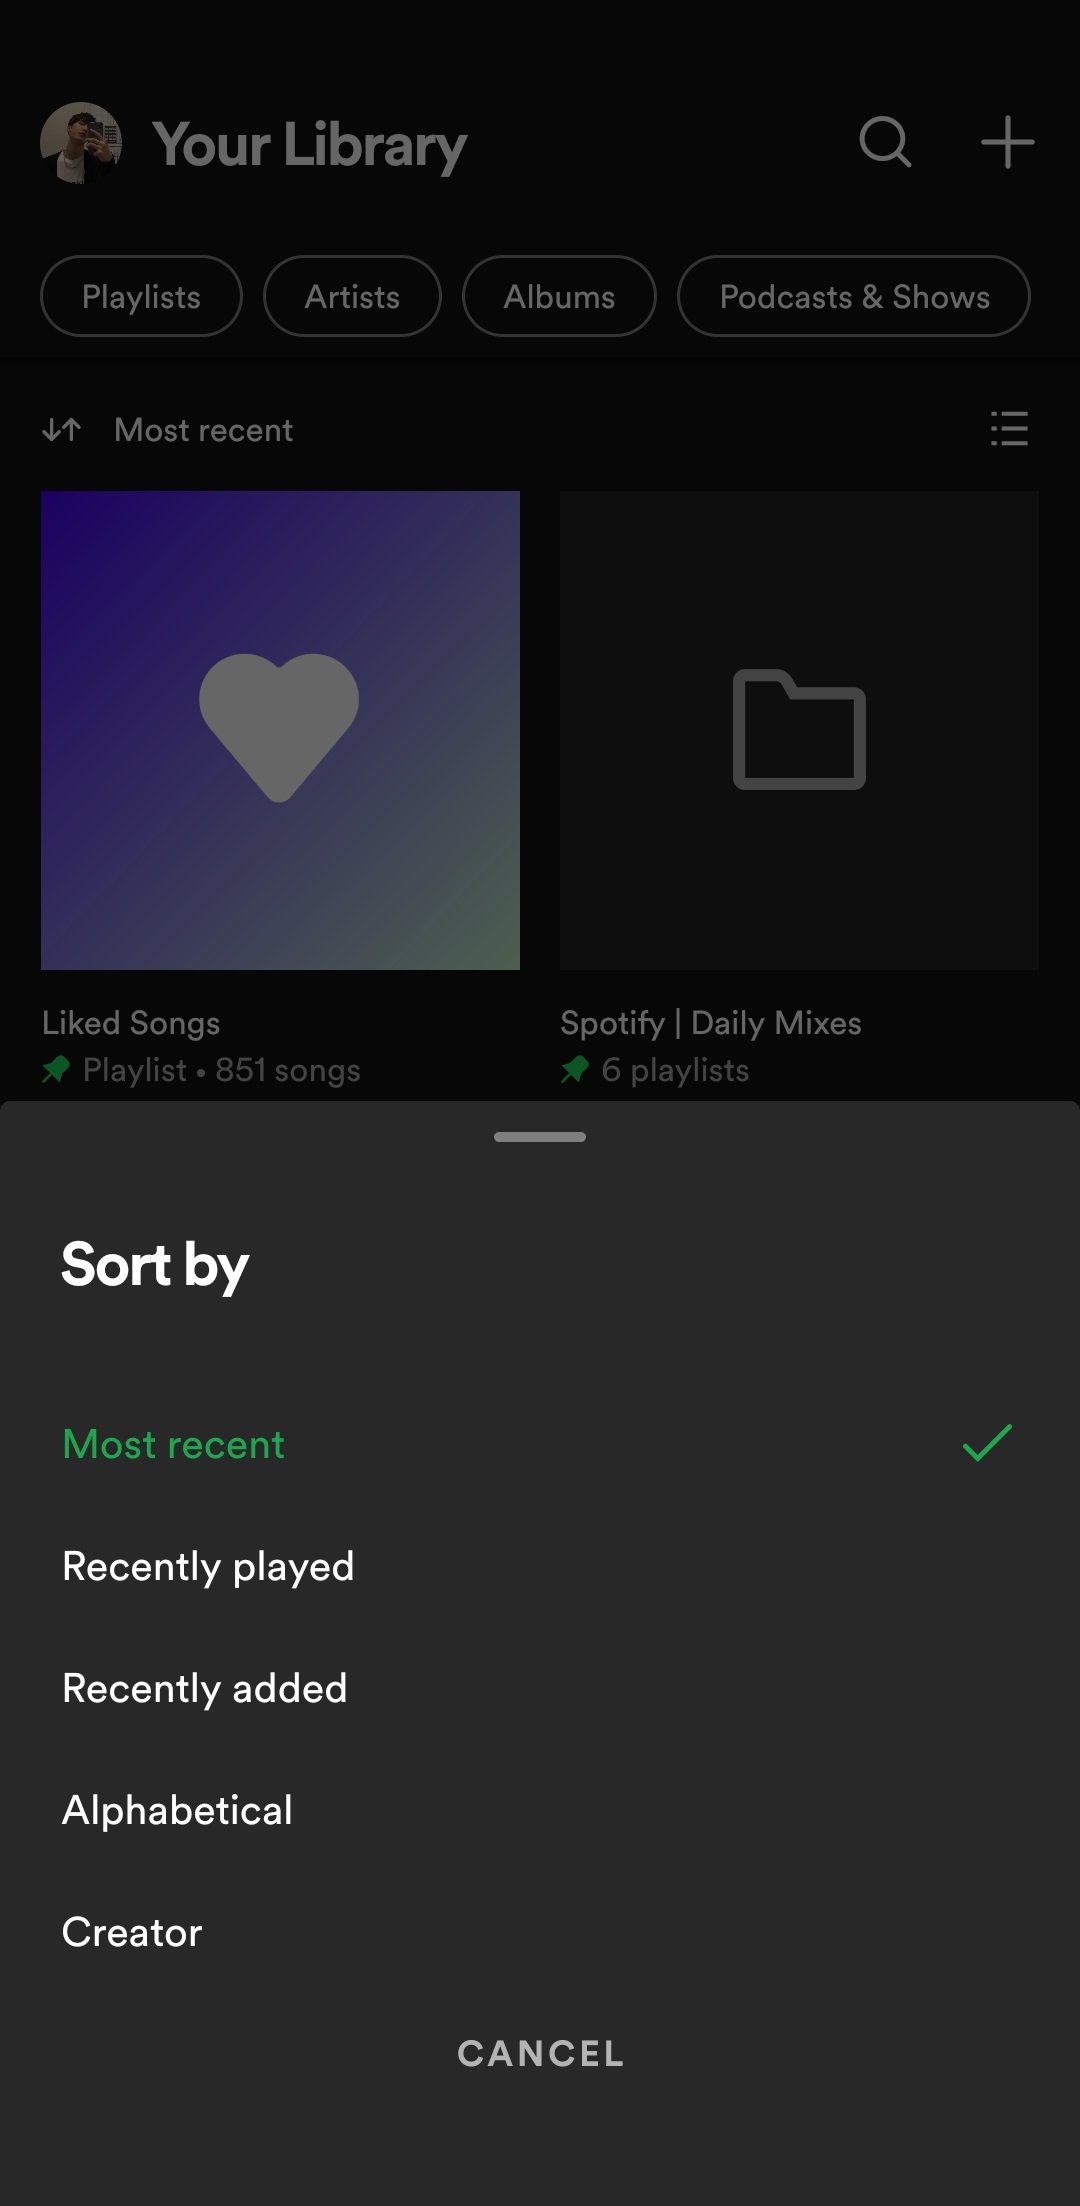 Your Library
Playlists Artists Albums Podcasts & Shows
Most recent
Liked Songs Spotify | Daily Mixes
Playlist • 851 songs 6 playlists
Sort by
Most recent
Recently played
Recently added
Alphabetical
Creator
CANCEL